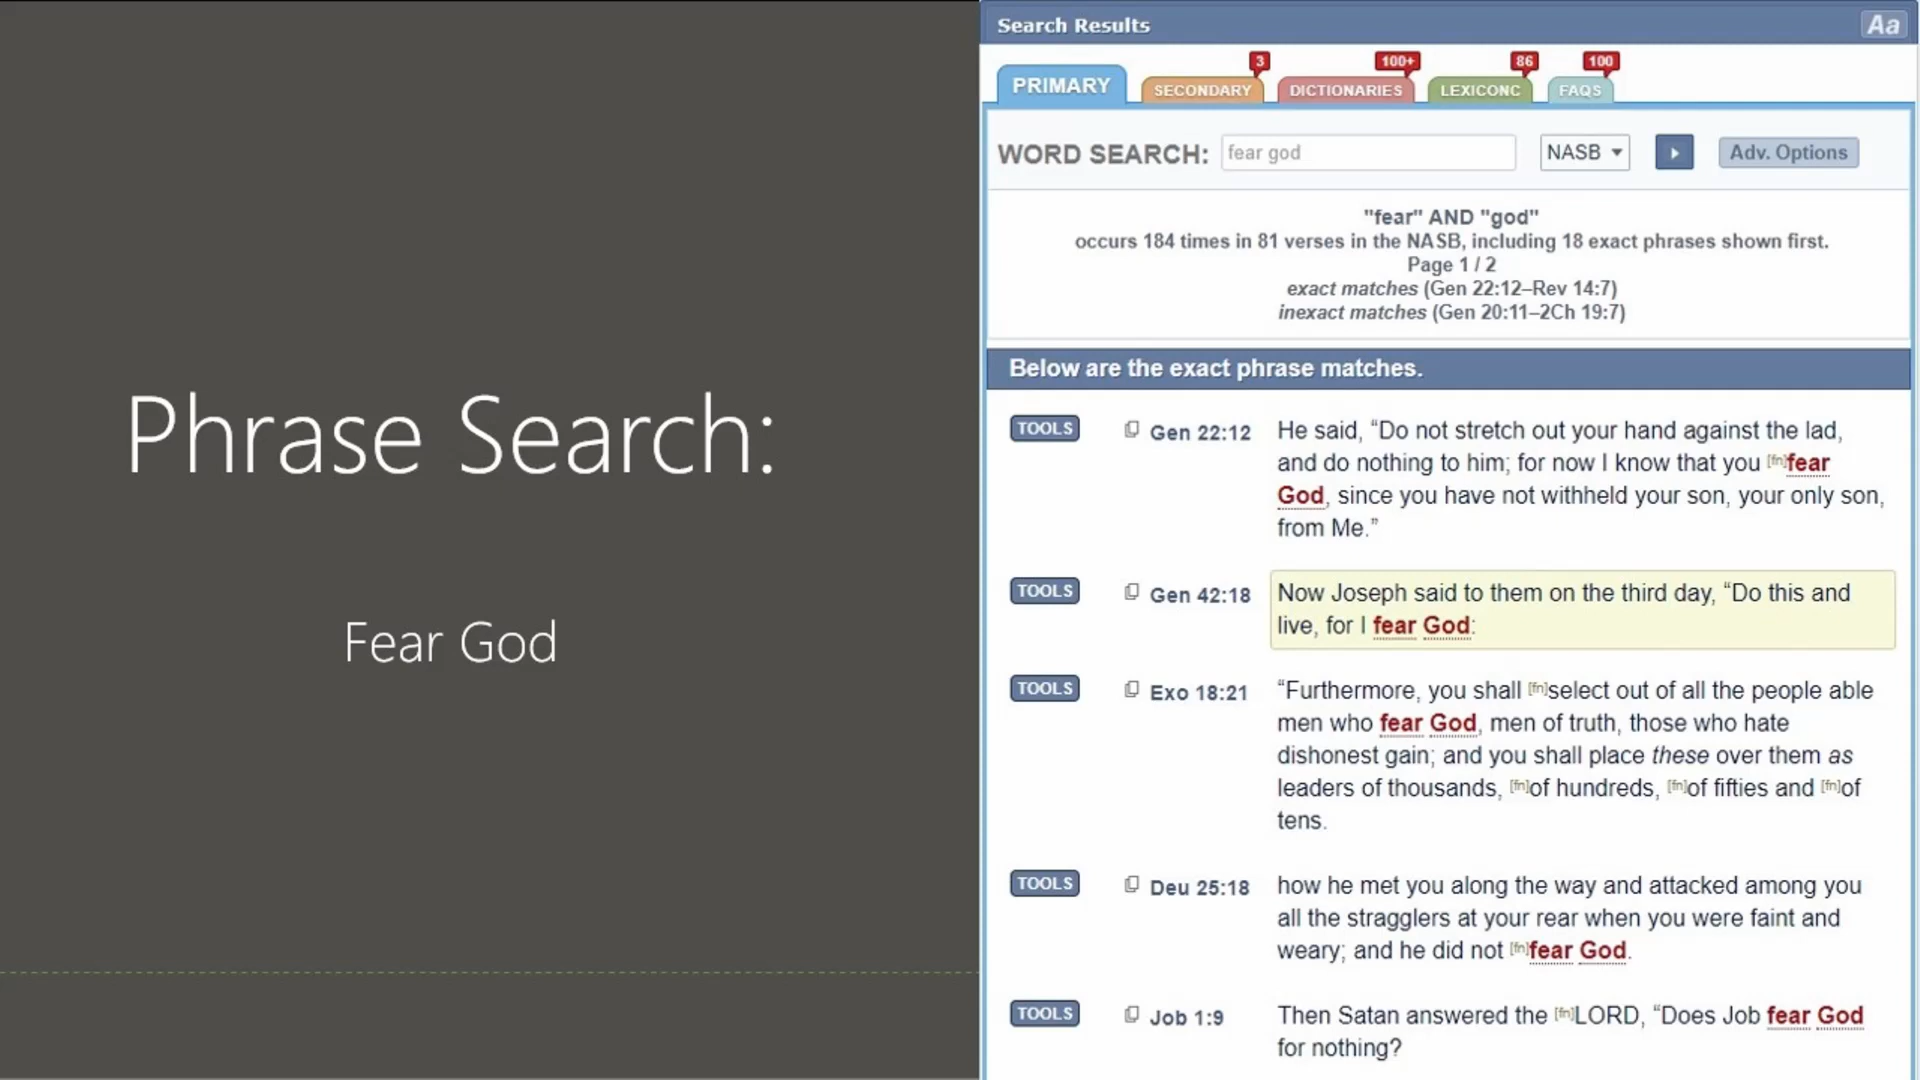 Phrase Search:
Fear God
Search Results
Aa
3
100+
86
100
PRIMARY
SECONDARY
DICTIONARIES
LEXICONC
FAQS
WORD SEARCH:
fear god
NASB
Adv. Options
"fear" AND "god"
occurs 184 times in 81 verses in the NASB, including 18 exact phrases shown first.
Page 1 / 2
exact matches (Gen 22:12–Rev 14:7)
inexact matches (Gen 20:11–2Ch 19:7)
Below are the exact phrase matches.
TOOLS
Gen 22:12
He said, “Do not stretch out your hand against the lad,
and do nothing to him; for now I know that you [fn]fear
God, since you have not withheld your son, your only son,
from Me.”
TOOLS
Gen 42:18
Now Joseph said to them on the third day, “Do this and
live, for I fear God:
TOOLS
Exo 18:21
“Furthermore, you shall [fn]select out of all the people able
men who fear God, men of truth, those who hate
dishonest gain; and you shall place these over them as
leaders of thousands, [fn]of hundreds, [fn]of fifties and [fn]of
tens.
TOOLS
Deu 25:18
how he met you along the way and attacked among you
all the stragglers at your rear when you were faint and
weary; and he did not [fn]fear God.
TOOLS
Job 1:9
Then Satan answered the [fn]LORD, “Does Job fear God
for nothing?